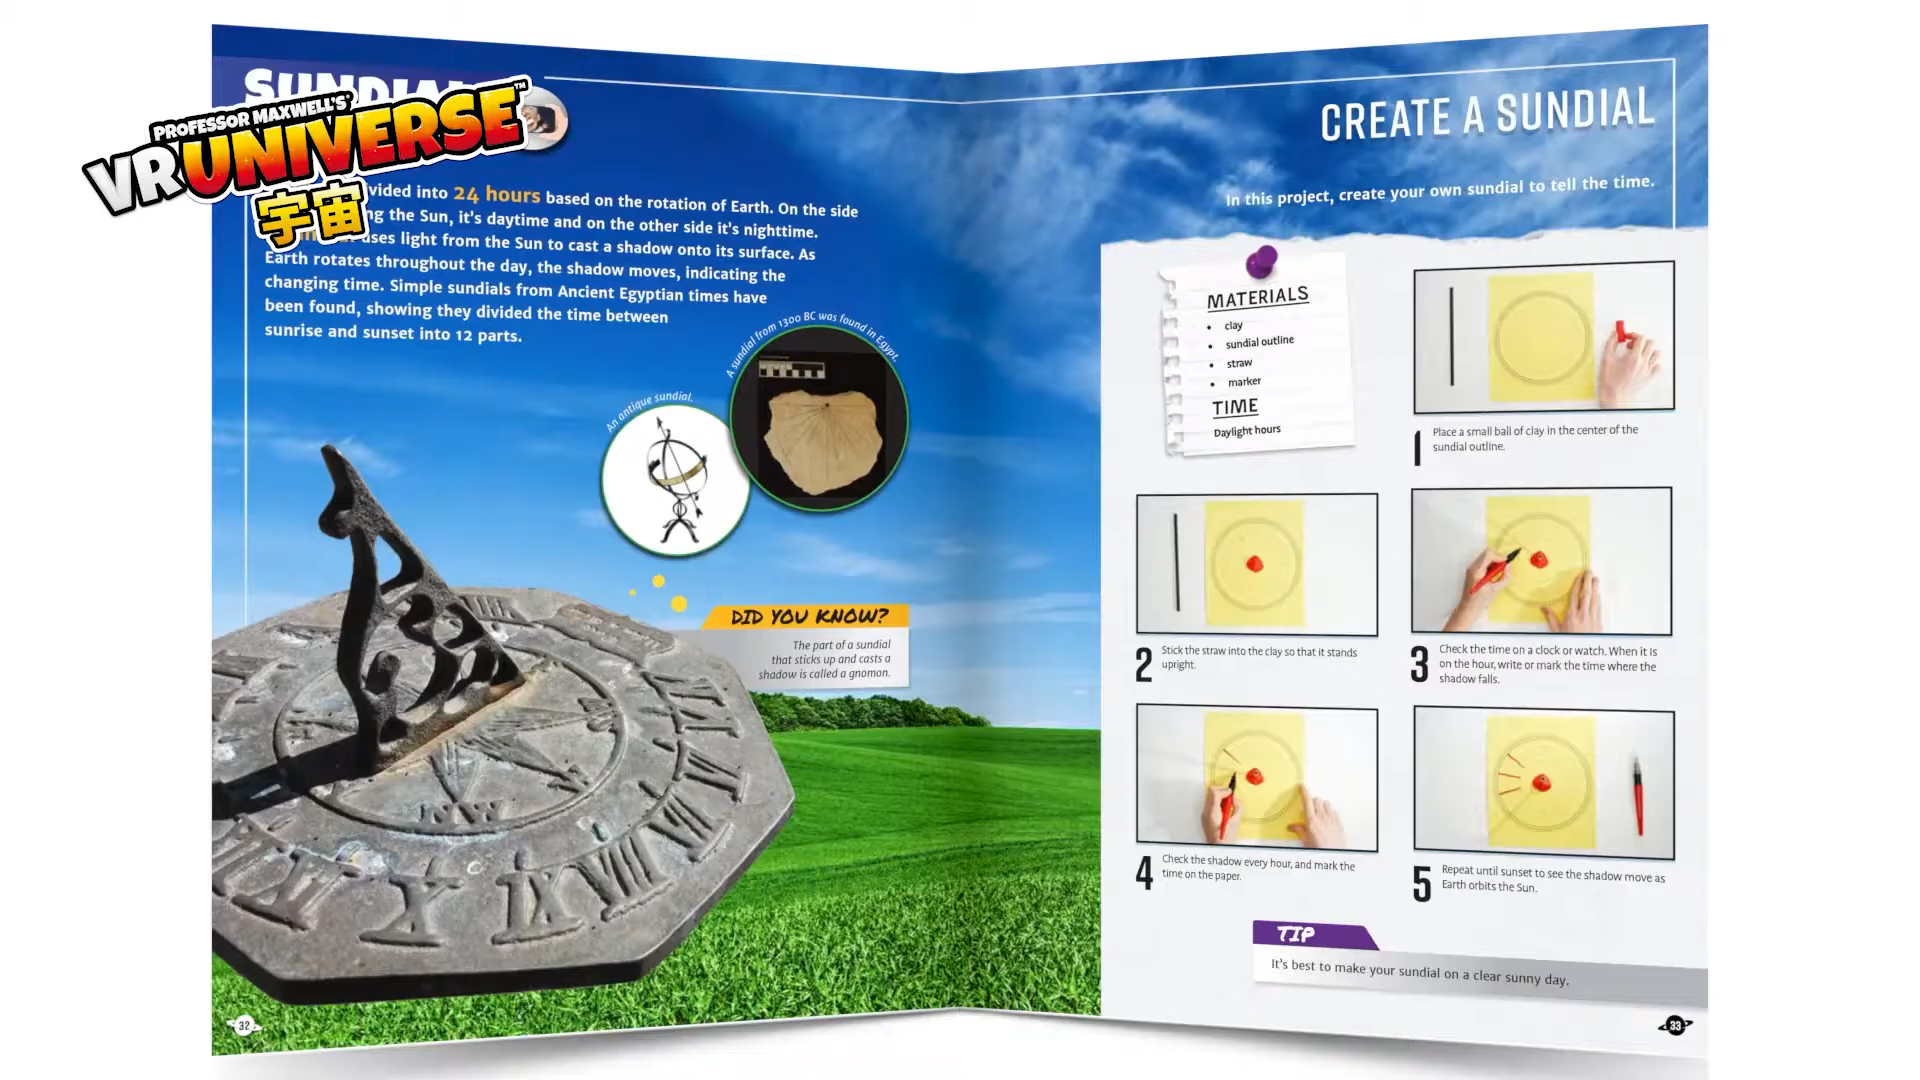 SUNDIAL
PROFESSOR MAXWELL'S
VR UNIVERSE™
宇宙
vided into 24 hours based on the rotation of Earth. On the side
ng the Sun, it's daytime and on the other side it's nighttime.
uses light from the Sun to cast a shadow onto its surface. As
Earth rotates throughout the day, the shadow moves, indicating the
changing time. Simple sundials from Ancient Egyptian times have
been found, showing they divided the time between
sunrise and sunset into 12 parts.
A sundial from 1300 BC was found in Egypt.
An antique sundial.
DID YOU KNOW?
The part of a sundial
that sticks up and casts a
shadow is called a gnomon.
32
CREATE A SUNDIAL
In this project, create your own sundial to tell the time.
MATERIALS
• clay
• sundial outline
• straw
• marker
TIME
Daylight hours
1 Place a small ball of clay in the center of the
sundial outline.
2 Stick the straw into the clay so that it stands
upright.
3 Check the time on a clock or watch. When it is
on the hour, write or mark the time where the
shadow falls.
4 Check the shadow every hour, and mark the
time on the paper.
5 Repeat until sunset to see the shadow move as
Earth orbits the Sun.
TIP
It's best to make your sundial on a clear sunny day.
33